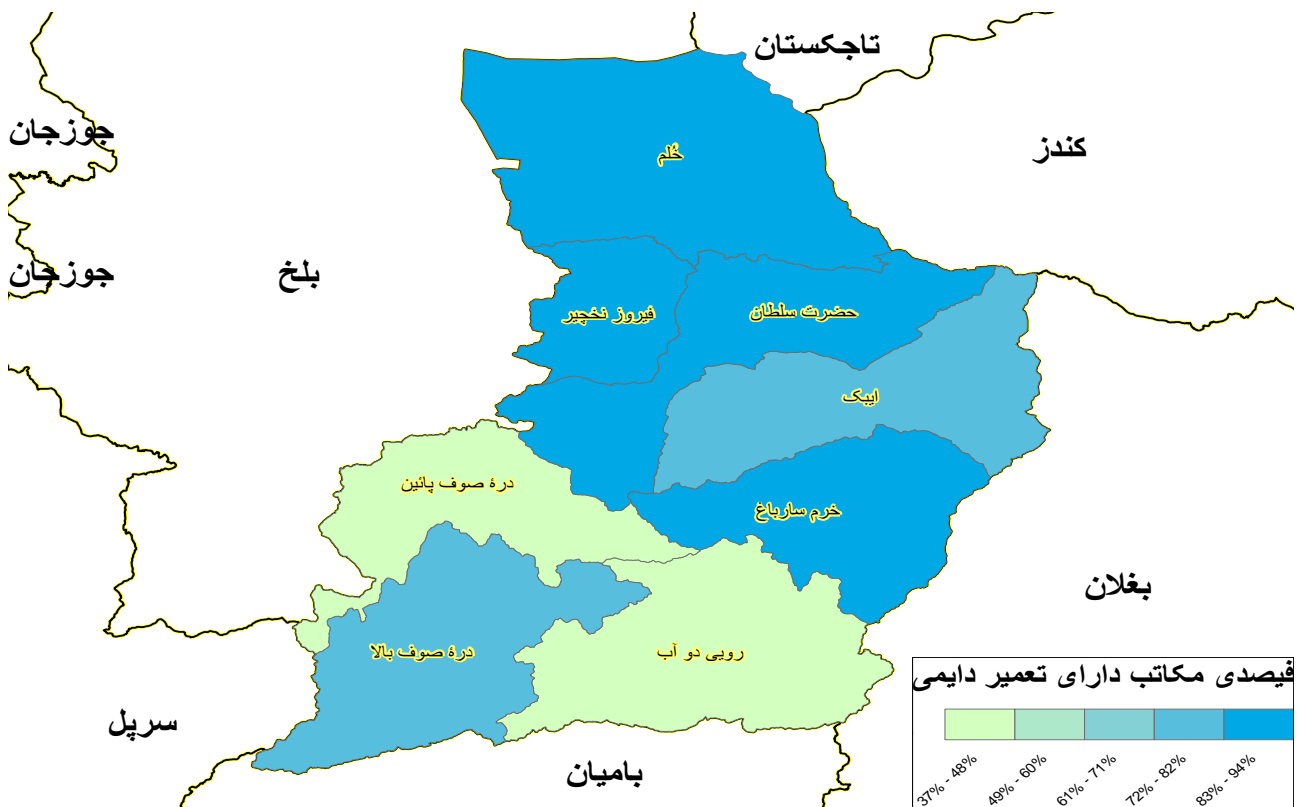 تاجکستان
جوزجان
کندز
خُلم
جوزجان
بلخ
فیروز نخچیر
حضرت سلطان
ایبک
درۀ صوف پائین
خرم سارباغ
بغلان
درۀ صوف بالا
رویی دو آب
سرپل
بامیان
فیصدی مکاتب دارای تعمیر دایمی
37% - 48%
49% - 60%
61% - 71%
72% - 82%
83% - 94%